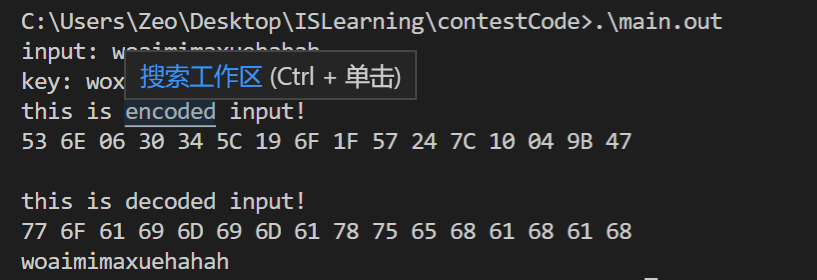 C:\Users\Zeo\Desktop\ISLearning\contestCode>.\main.out
input: woaimimaxuehahah
key: wox
搜索工作区 (Ctrl + 单击)
this is encoded input!
53 6E 06 30 34 5C 19 6F 1F 57 24 7C 10 04 9B 47
this is decoded input!
77 6F 61 69 6D 69 6D 61 78 75 65 68 61 68 61 68
woaimimaxuehahah